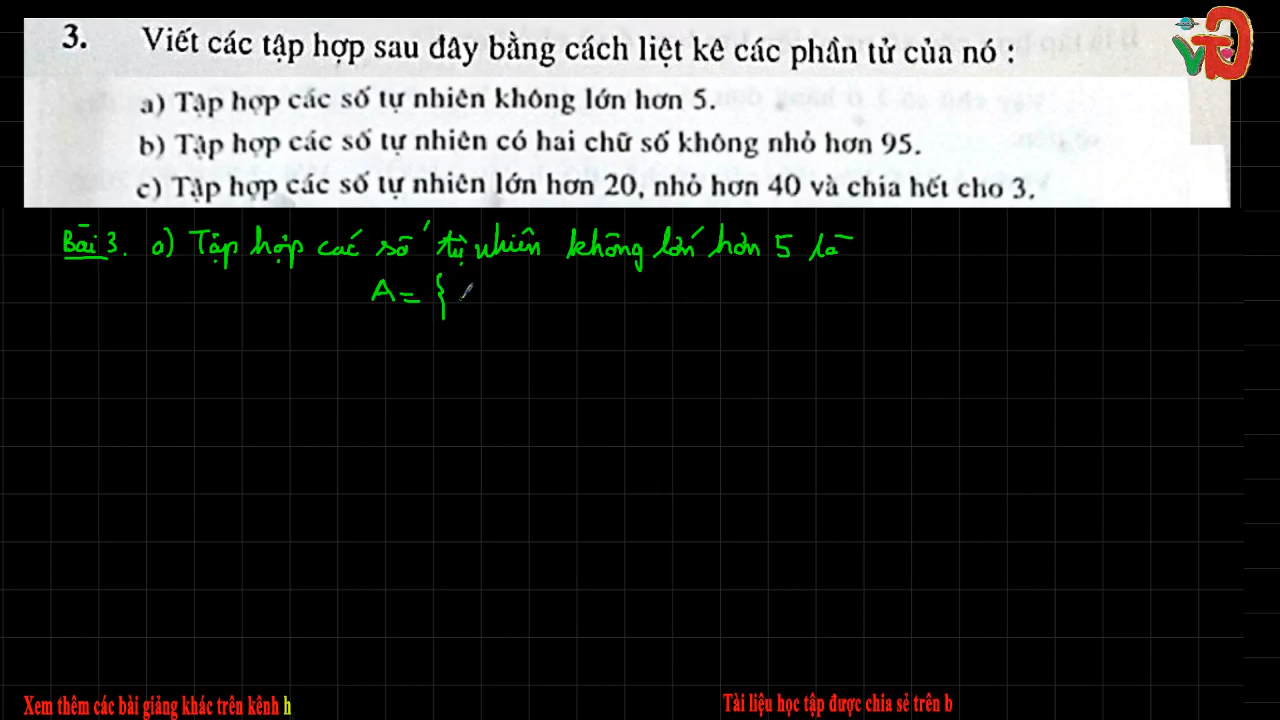 3. Viết các tập hợp sau đây bằng cách liệt kê các phần tử của nó :
a) Tập hợp các số tự nhiên không lớn hơn 5.
b) Tập hợp các số tự nhiên có hai chữ số không nhỏ hơn 95.
c) Tập hợp các số tự nhiên lớn hơn 20, nhỏ hơn 40 và chia hết cho 3.
Bài 3. a) Tập hợp các số tự nhiên không lớn hơn 5 là
A = {
Xem thêm các bài giảng khác trên kênh h
Tài liệu học tập được chia sẻ trên b